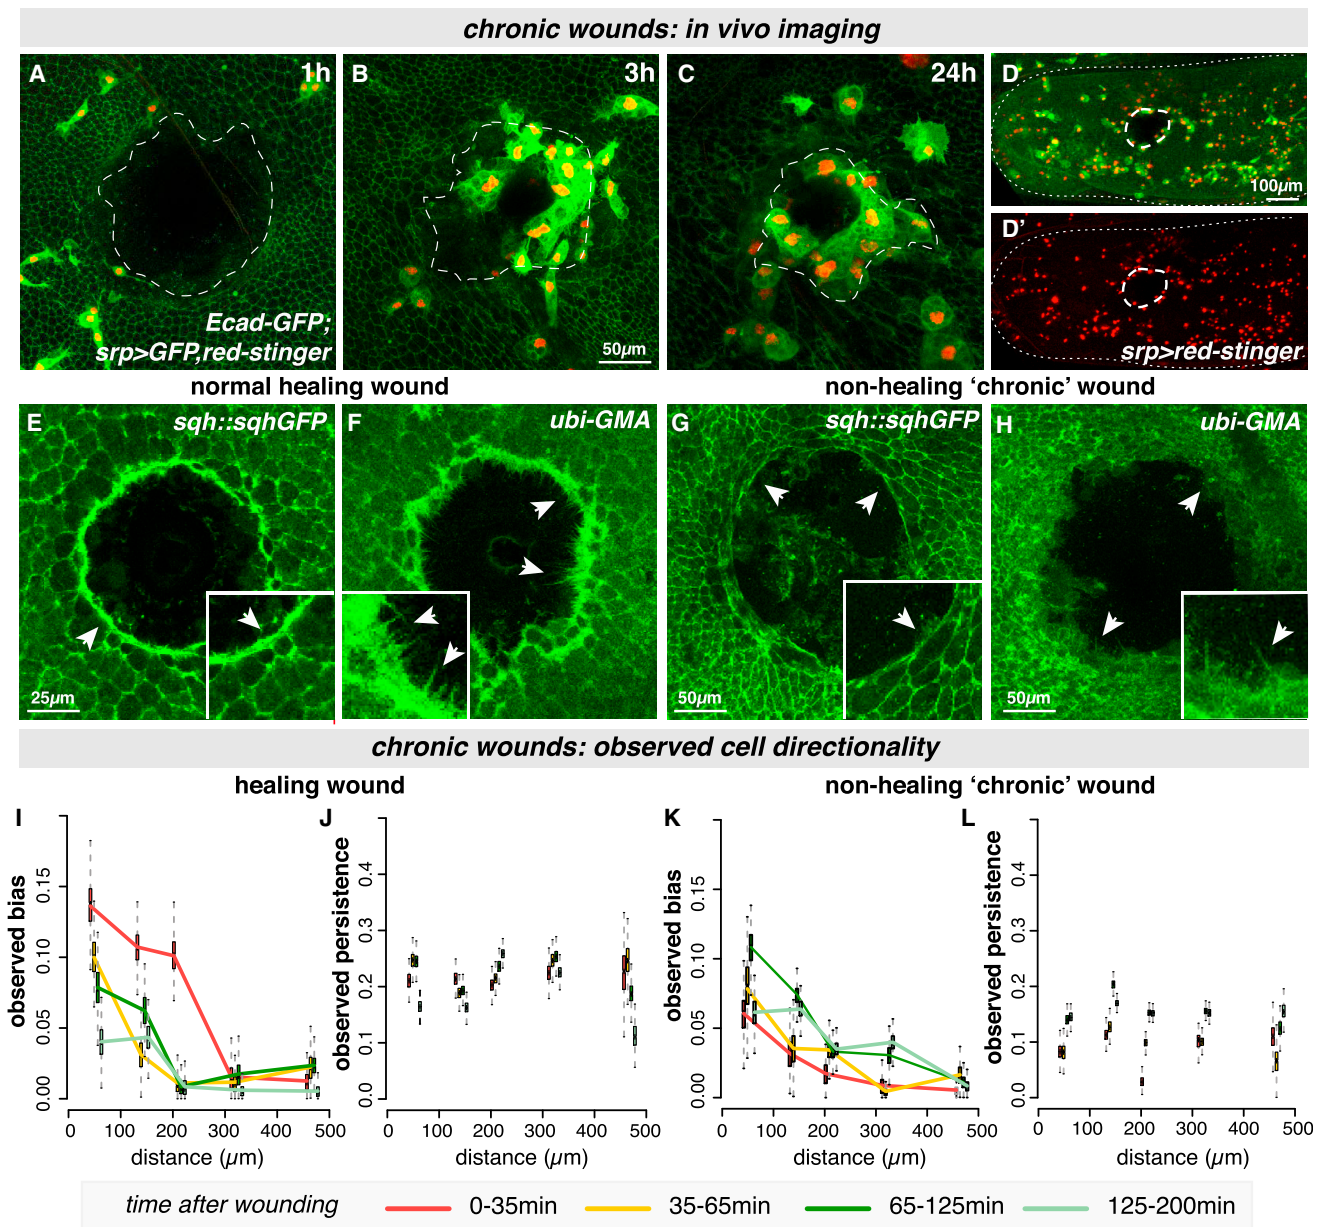 chronic wounds: in vivo imaging
A 1h
B 3h
C 24h
D
100µm
D'
Ecad-GFP;
srp>GFP,red-stinger
50µm
srp>red-stinger
normal healing wound
non-healing 'chronic' wound
E sqh::sqhGFP
F ubi-GMA
G sqh::sqhGFP
H ubi-GMA
25µm
50µm
50µm
chronic wounds: observed cell directionality
healing wound
non-healing 'chronic' wound
I
observed bias
0.00 0.05 0.10 0.15
0 100 200 300 400 500
distance (µm)
J
observed persistence
0.0 0.1 0.2 0.3 0.4
0 100 200 300 400 500
distance (µm)
K
observed bias
0.00 0.05 0.10 0.15
0 100 200 300 400 500
distance (µm)
L
observed persistence
0.0 0.1 0.2 0.3 0.4
0 100 200 300 400 500
distance (µm)
time after wounding 0-35min 35-65min 65-125min 125-200min